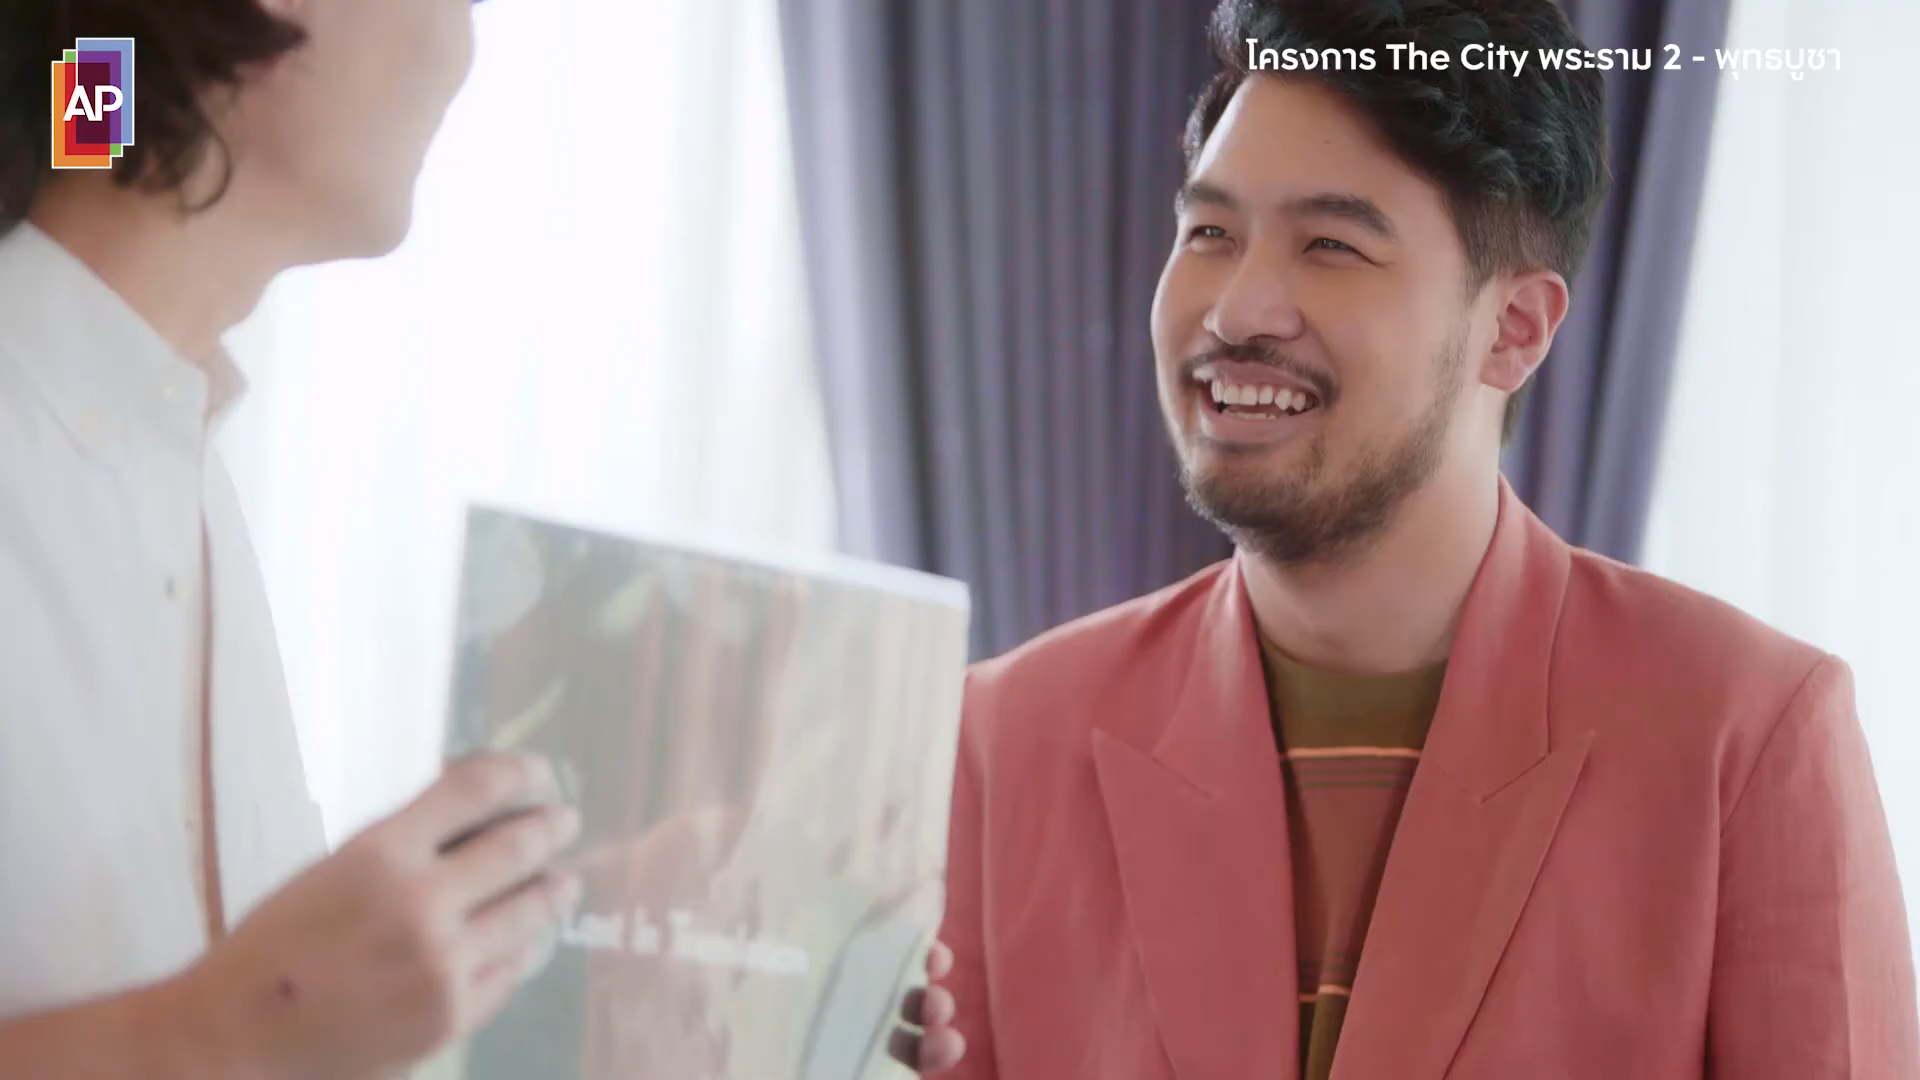 AP
โครงการ The City พระราม 2 - พุทธบูชา
Lost in Translation